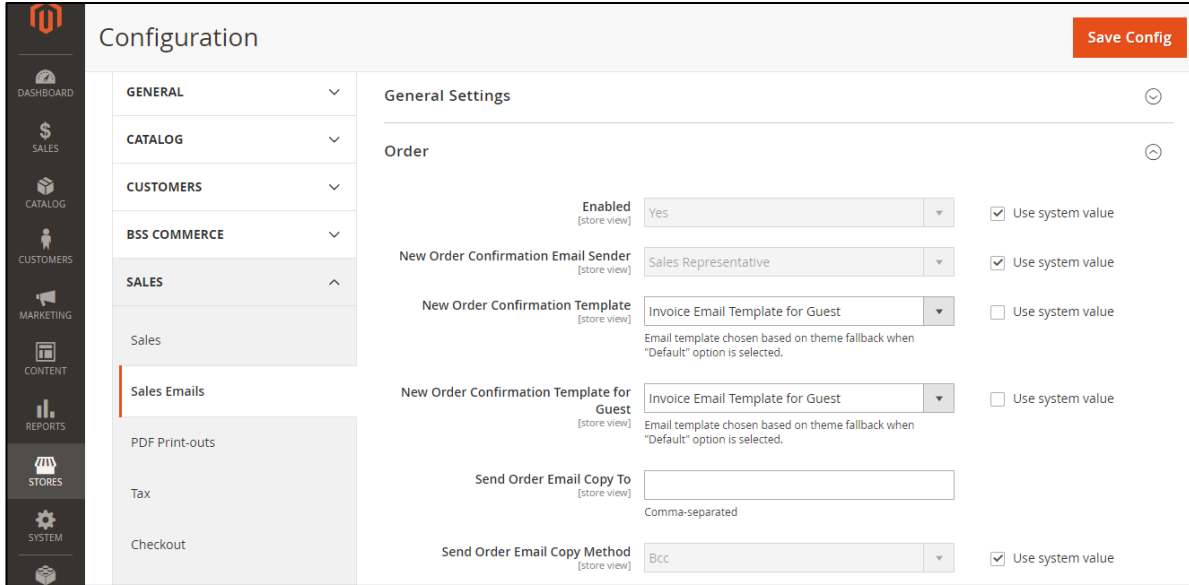 Configuration
Save Config
DASHBOARD
SALES
CATALOG
CUSTOMERS
MARKETING
CONTENT
REPORTS
STORES
SYSTEM
GENERAL
CATALOG
CUSTOMERS
BSS COMMERCE
SALES
Sales
Sales Emails
PDF Print-outs
Tax
Checkout
General Settings
Order
Enabled
[store view]
Yes
Use system value
New Order Confirmation Email Sender
[store view]
Sales Representative
Use system value
New Order Confirmation Template
[store view]
Invoice Email Template for Guest
Use system value
Email template chosen based on theme fallback when
"Default" option is selected.
New Order Confirmation Template for
Guest
[store view]
Invoice Email Template for Guest
Use system value
Email template chosen based on theme fallback when
"Default" option is selected.
Send Order Email Copy To
[store view]
Comma-separated
Send Order Email Copy Method
[store view]
Bcc
Use system value